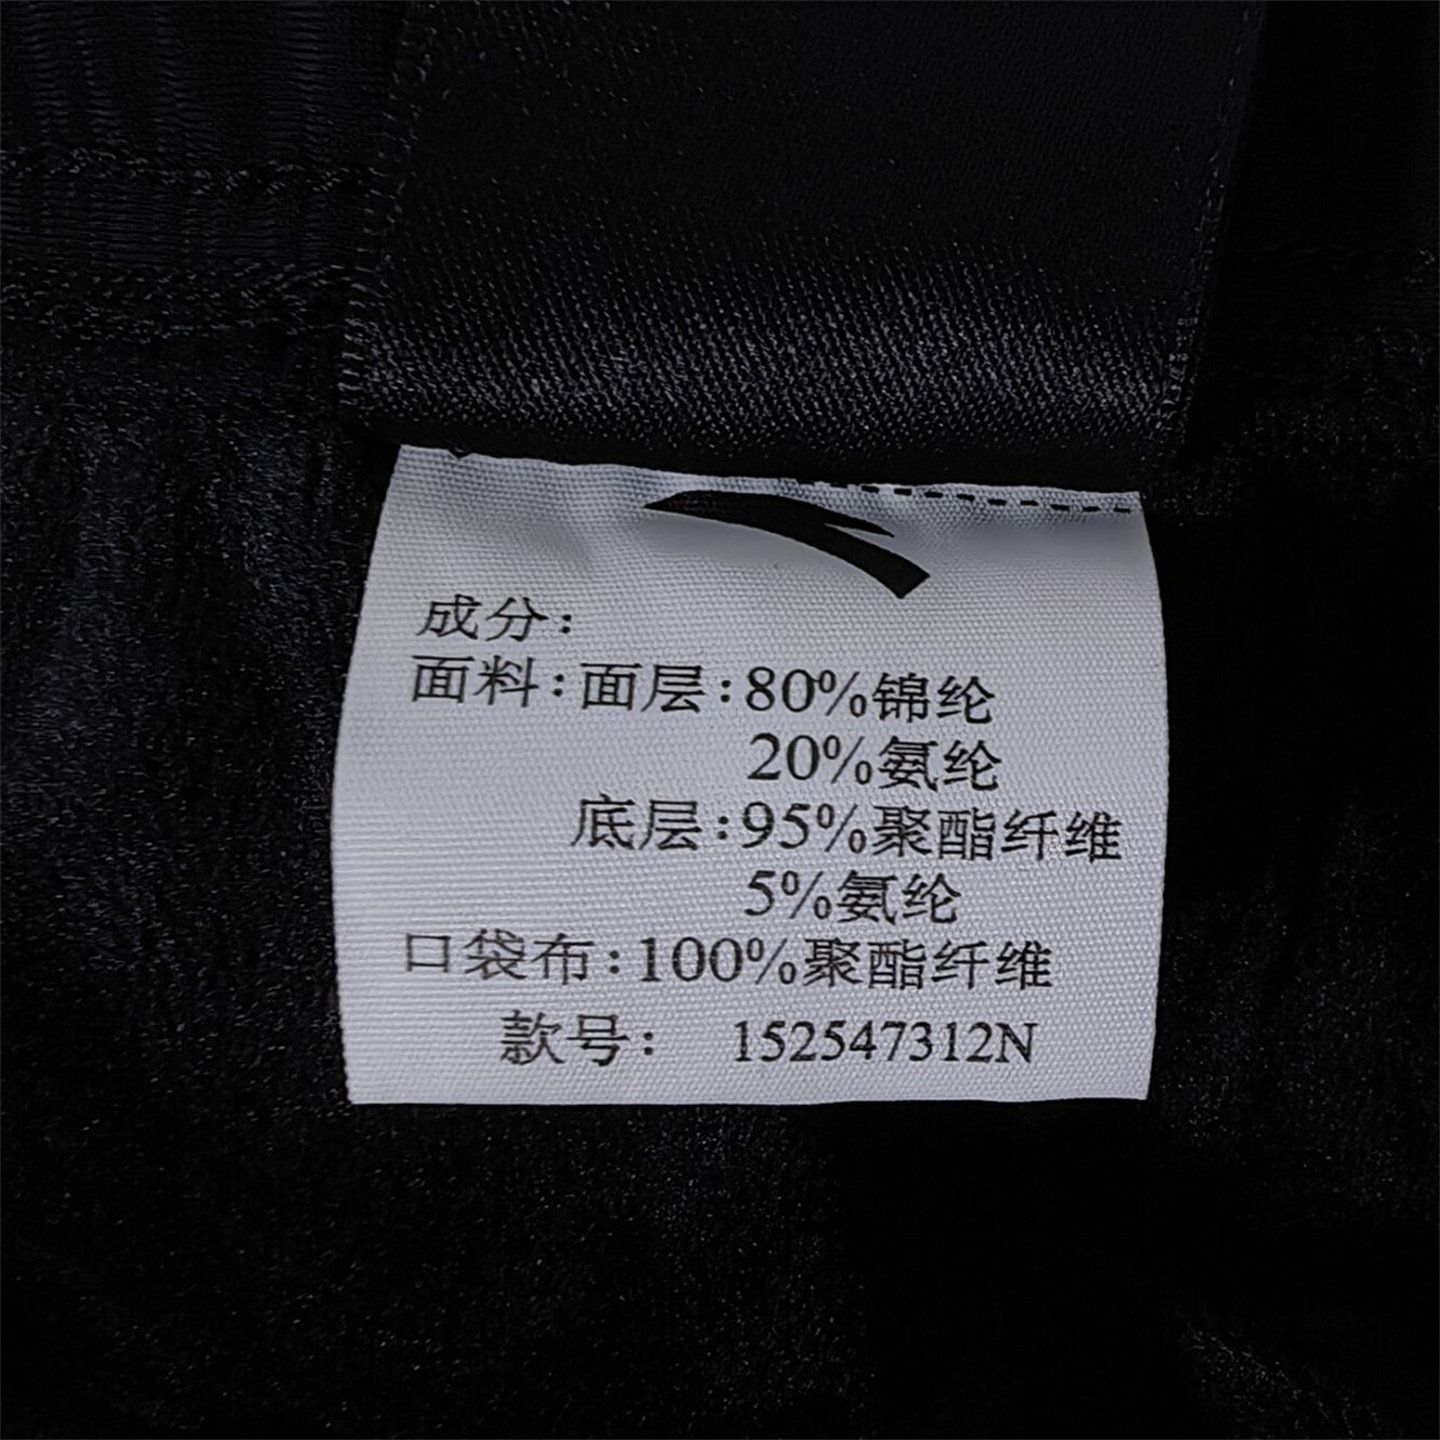 成分:
面料:面层:80%锦纶
20%氨纶
底层:95%聚酯纤维
5%氨纶
口袋布:100%聚酯纤维
款号: 152547312N